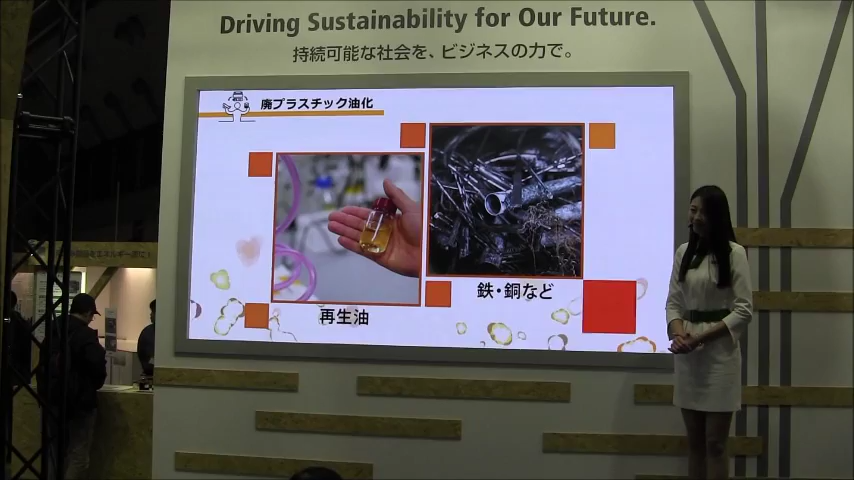 Driving Sustainability for Our Future.
持続可能な社会を、ビジネスの力で。
廃プラスチック油化
鉄・銅など
再生油